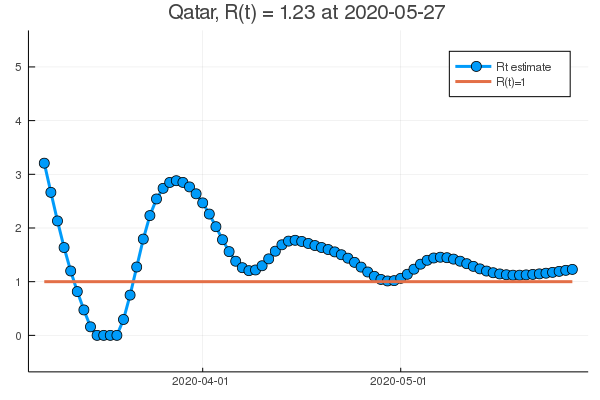 Qatar, R(t) = 1.23 at 2020-05-27
Rt estimate
R(t)=1
5
4
3
2
1
0
2020-04-01
2020-05-01